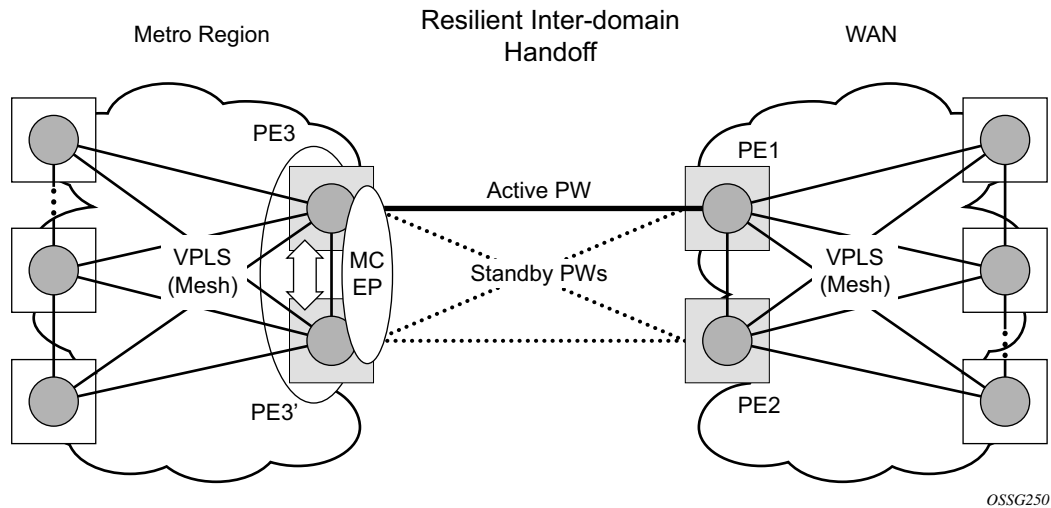 Resilient Inter-domain
Handoff
Metro Region
WAN
PE3
PE1
Active PW
VPLS
(Mesh)
MC
EP
Standby PWs
VPLS
(Mesh)
PE3’
PE2
OSSG250